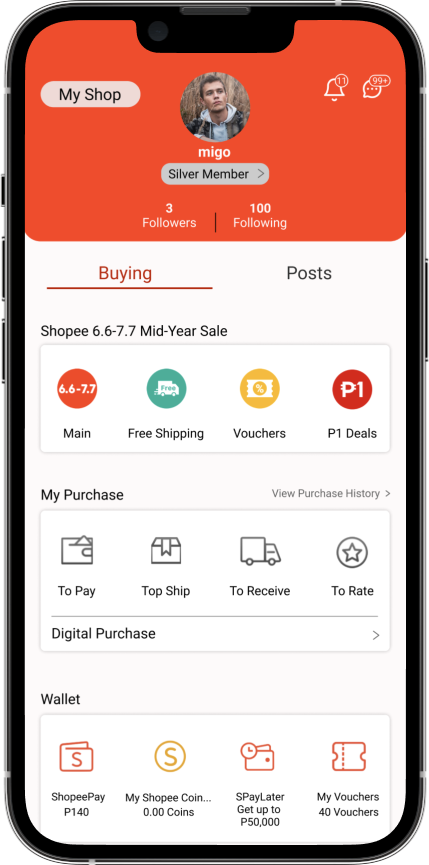 My Shop
11
99+
migo
Silver Member >
3 100
Followers Following
Buying Posts
Shopee 6.6-7.7 Mid-Year Sale
6.6-7.7 Free % P1
Main Free Shipping Vouchers P1 Deals
My Purchase View Purchase History >
To Pay Top Ship To Receive To Rate
Digital Purchase >
Wallet
S S
ShopeePay My Shopee Coin... SPayLater My Vouchers
P140 0.00 Coins Get up to 40 Vouchers
P50,000